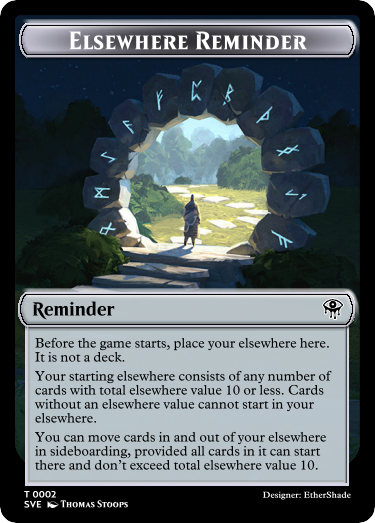 Elsewhere Reminder
Reminder
Before the game starts, place your elsewhere here.
It is not a deck.
Your starting elsewhere consists of any number of
cards with total elsewhere value 10 or less. Cards
without an elsewhere value cannot start in your
elsewhere.
You can move cards in and out of your elsewhere
in sideboarding, provided all cards in it can start
there and don't exceed total elsewhere value 10.
T 0002
SVE Thomas Stoops
Designer: EtherShade